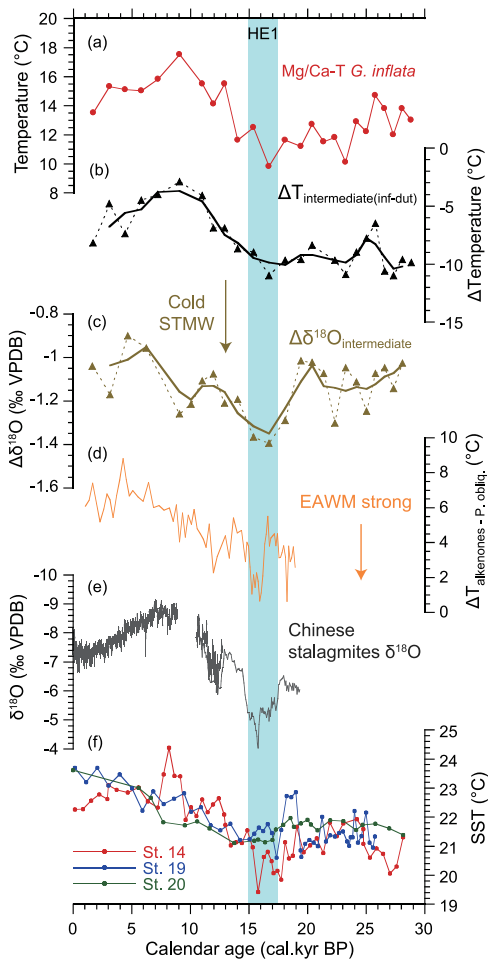 HE1
(a)
Mg/Ca-T G. inflata
Temperature (°C)
18
16
14
12
10
8
(b)
ΔTintermediate(inf-dut)
ΔTemperature (°C)
0
-5
-10
-15
Cold
STMW
(c)
Δδ18Ointermediate
Δδ18O (‰ VPDB)
-0.8
-1
-1.2
-1.4
-1.6
(d)
EAWM strong
ΔTalkenones - P. obliq. (°C)
10
8
6
4
2
0
(e)
Chinese
stalagmites δ18O
δ18O (‰ VPDB)
-10
-9
-8
-7
-6
-5
-4
(f)
SST (°C)
25
24
23
22
21
20
19
St. 14
St. 19
St. 20
0 5 10 15 20 25 30
Calendar age (cal.kyr BP)